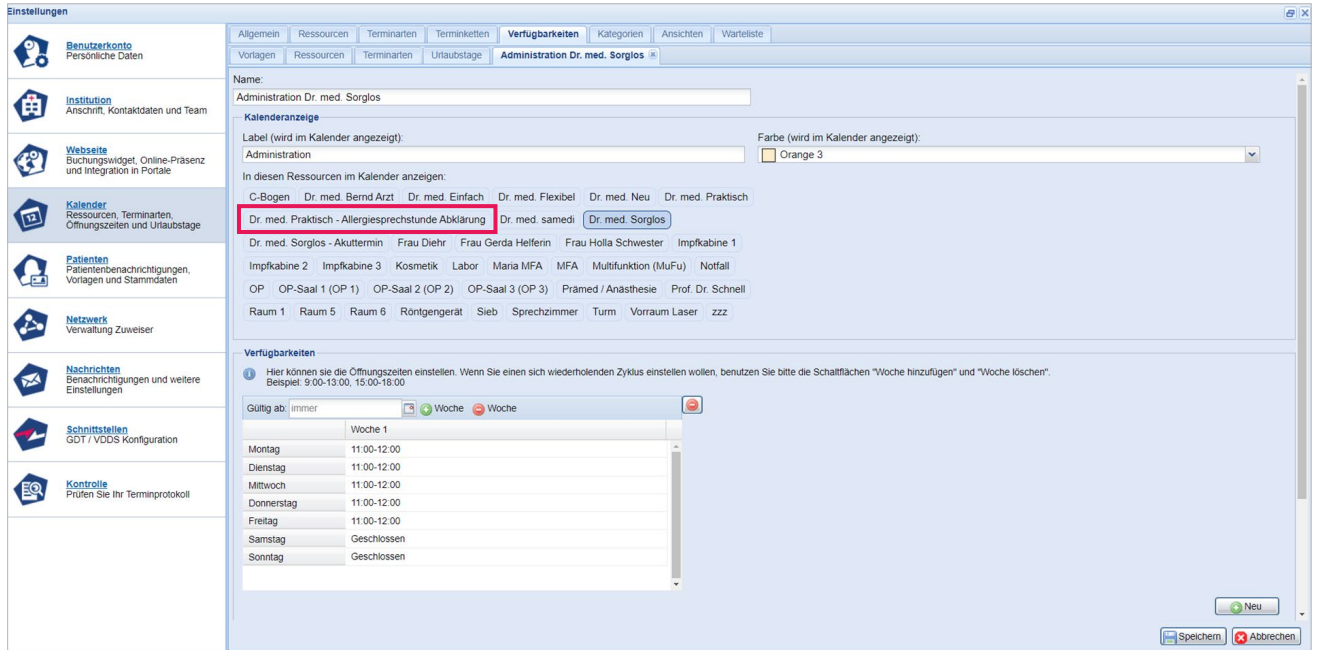 Einstellungen
Benutzerkonto
Persönliche Daten
Institution
Anschrift, Kontaktdaten und Team
Webseite
Buchungswidget, Online-Präsenz
und Integration in Portale
Kalender
Ressourcen, Terminarten,
Öffnungszeiten und Urlaubstage
Patienten
Patientenbenachrichtigungen,
Vorlagen und Stammdaten
Netzwerk
Verwaltung Zuweiser
Nachrichten
Benachrichtigungen und weitere
Einstellungen
Schnittstellen
GDT / VDDS Konfiguration
Kontrolle
Prüfen Sie Ihr Terminprotokoll
Allgemein Ressourcen Terminarten Terminketten Verfügbarkeiten Kategorien Ansichten Warteliste
Vorlagen Ressourcen Terminarten Urlaubstage Administration Dr. med. Sorglos
Name:
Administration Dr. med. Sorglos
Kalenderanzeige
Label (wird im Kalender angezeigt): Farbe (wird im Kalender angezeigt):
Administration Orange 3
In diesen Ressourcen im Kalender anzeigen:
C-Bogen Dr. med. Bernd Arzt Dr. med. Einfach Dr. med. Flexibel Dr. med. Neu Dr. med. Praktisch
Dr. med. Praktisch - Allergiesprechstunde Abklärung Dr. med. samedi Dr. med. Sorglos
Dr. med. Sorglos - Akuttermin Frau Diehr Frau Gerda Helferin Frau Holla Schwester Impfkabine 1
Impfkabine 2 Impfkabine 3 Kosmetik Labor Maria MFA MFA Multifunktion (MuFu) Notfall
OP OP-Saal 1 (OP 1) OP-Saal 2 (OP 2) OP-Saal 3 (OP 3) Prämed / Anästhesie Prof. Dr. Schnell
Raum 1 Raum 5 Raum 6 Röntgengerät Sieb Sprechzimmer Turm Vorraum Laser zzz
Verfügbarkeiten
Hier können sie die Öffnungszeiten einstellen. Wenn Sie einen sich wiederholenden Zyklus einstellen wollen, benutzen Sie bitte die Schaltflächen "Woche hinzufügen" und "Woche löschen".
Beispiel: 9:00-13:00, 15:00-18:00
Gültig ab: immer Woche Woche
Woche 1
Montag 11:00-12:00
Dienstag 11:00-12:00
Mittwoch 11:00-12:00
Donnerstag 11:00-12:00
Freitag 11:00-12:00
Samstag Geschlossen
Sonntag Geschlossen
Neu
Speichern Abbrechen